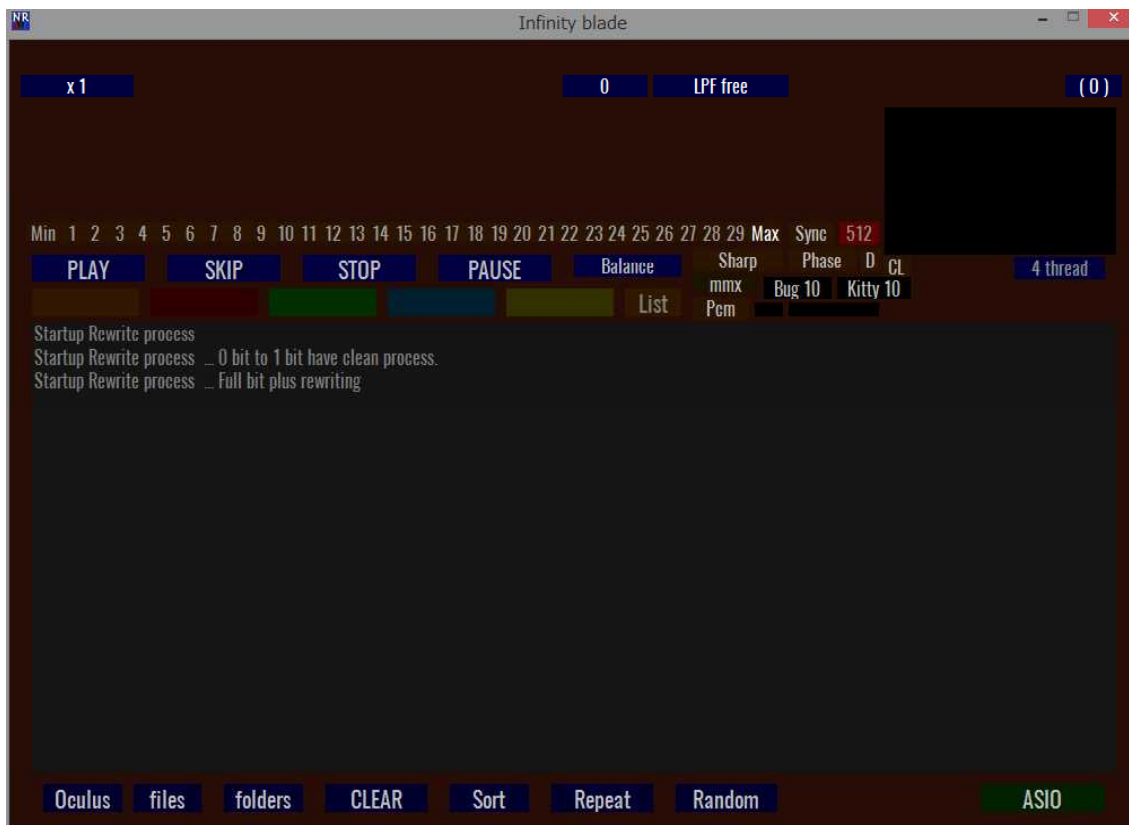 NR
Infinity blade
x 1 0 LPF free ( 0 )
Min 1 2 3 4 5 6 7 8 9 10 11 12 13 14 15 16 17 18 19 20 21 22 23 24 25 26 27 28 29 Max Sync 512
PLAY SKIP STOP PAUSE Balance Sharp Phase D CL 4 thread
mmx Bug 10 Kitty 10
List Pcm
Startup Rewrite process
Startup Rewrite process ... 0 bit to 1 bit have clean process.
Startup Rewrite process ... Full bit plus rewriting
Oculus files folders CLEAR Sort Repeat Random ASIO